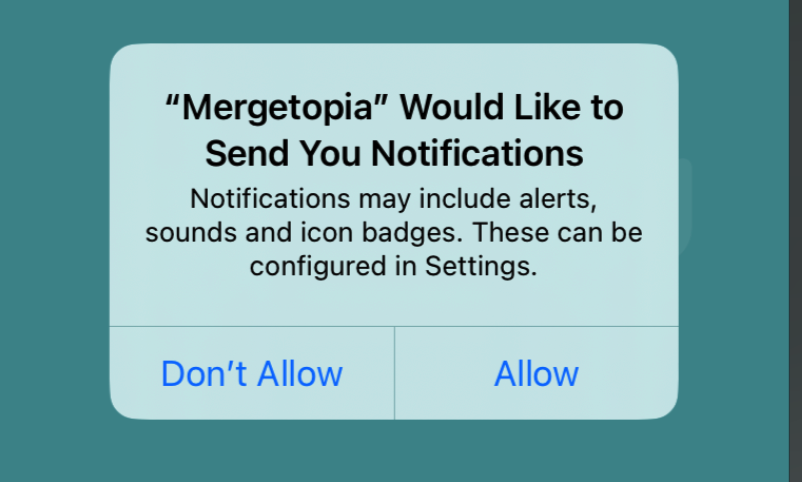 “Mergetopia” Would Like to
Send You Notifications
Notifications may include alerts,
sounds and icon badges. These can be
configured in Settings.
Don’t Allow
Allow